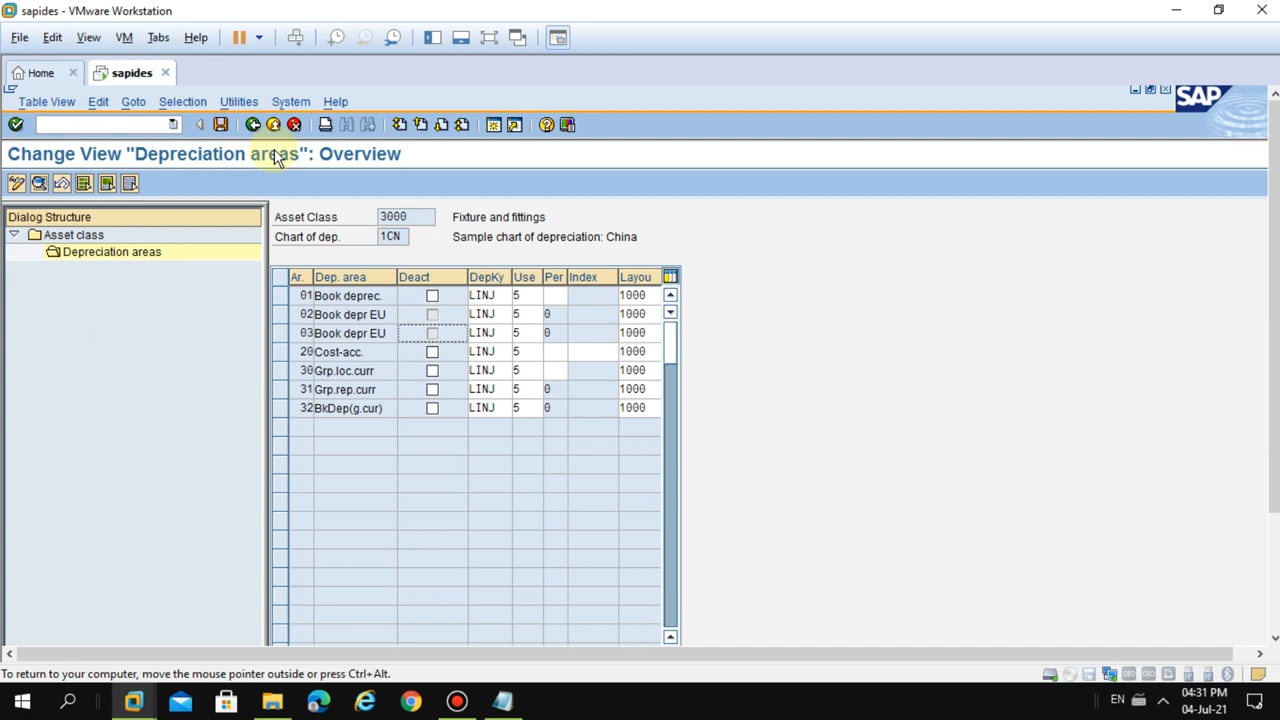 sapides - VMware Workstation
File Edit View VM Tabs Help
Home sapides
Table View Edit Goto Selection Utilities System Help
SAP
Change View "Depreciation areas": Overview
Dialog Structure
Asset class
Depreciation areas
Asset Class 3000 Fixture and fittings
Chart of dep. 1CN Sample chart of depreciation: China
Ar. Dep. area Deact DepKy Use Per Index Layou
01 Book deprec. LINJ 5 1000
02 Book depr EU LINJ 5 0 1000
03 Book depr EU LINJ 5 0 1000
20 Cost-acc. LINJ 5 1000
30 Grp.loc.curr LINJ 5 1000
31 Grp.rep.curr LINJ 5 0 1000
32 BkDep(g.cur) LINJ 5 0 1000
To return to your computer, move the mouse pointer outside or press Ctrl+Alt.
EN 04:31 PM
04-Jul-21